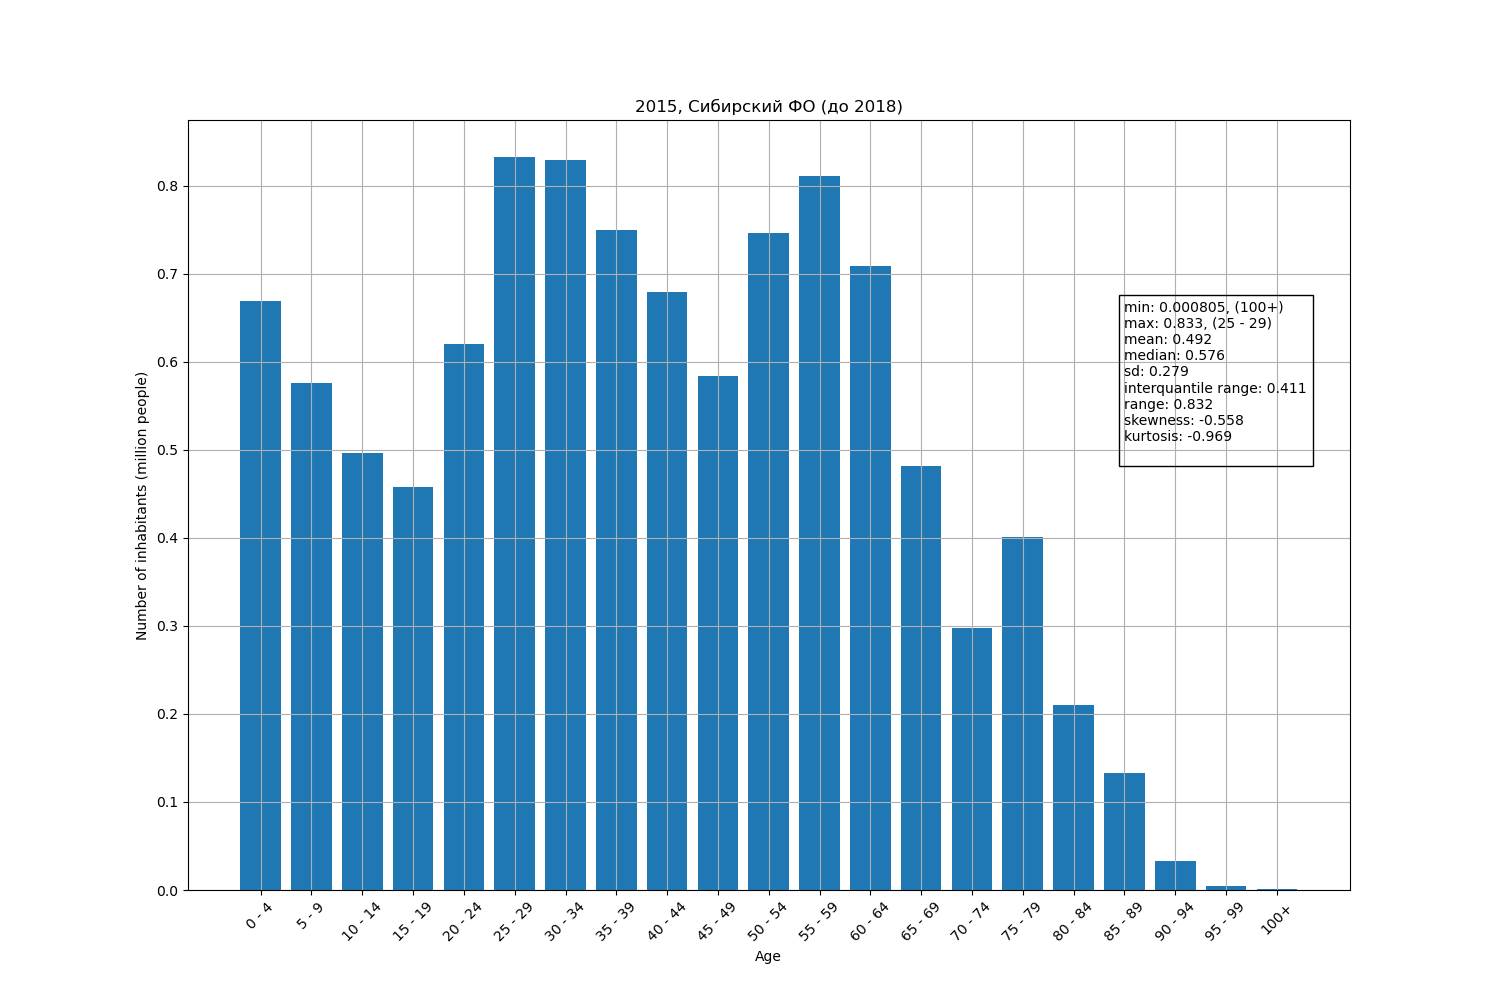 2015, Сибирский ФО (до 2018)
Number of inhabitants (million people)
0.8
0.7
0.6
0.5
0.4
0.3
0.2
0.1
0.0
min: 0.000805, (100+)
max: 0.833, (25 - 29)
mean: 0.492
median: 0.576
sd: 0.279
interquantile range: 0.411
range: 0.832
skewness: -0.558
kurtosis: -0.969
0 - 4
5 - 9
10 - 14
15 - 19
20 - 24
25 - 29
30 - 34
35 - 39
40 - 44
45 - 49
50 - 54
55 - 59
60 - 64
65 - 69
70 - 74
75 - 79
80 - 84
85 - 89
90 - 94
95 - 99
100+
Age